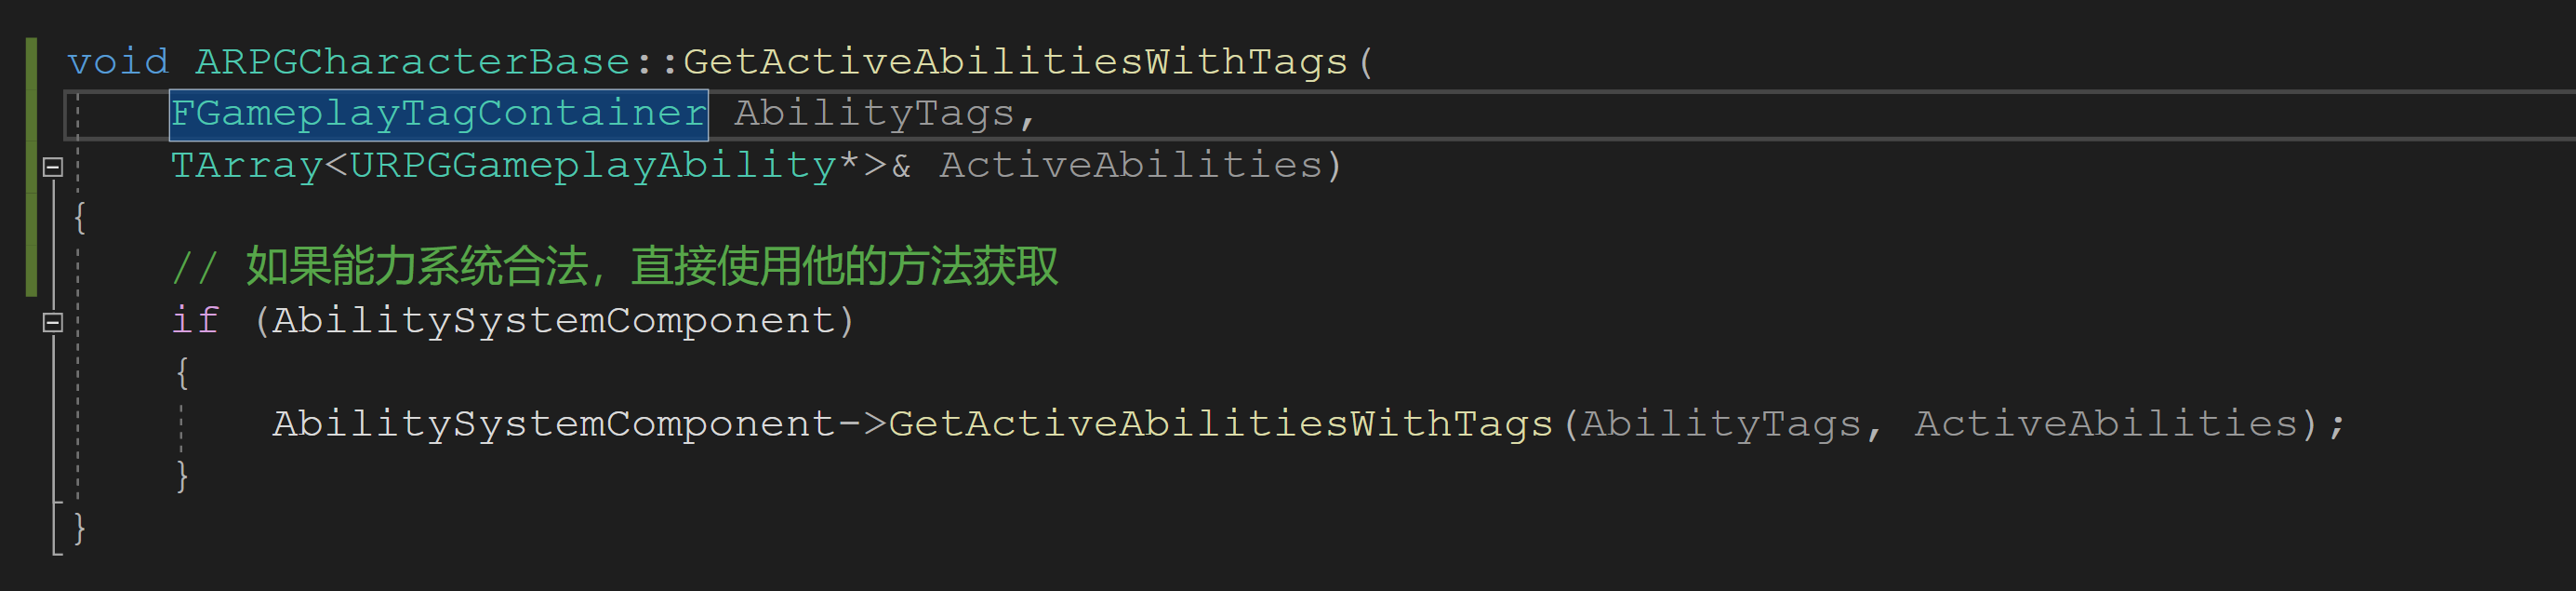 void ARPGCharacterBase::GetActiveAbilitiesWithTags(
FGameplayTagContainer AbilityTags,
TArray<URPGGameplayAbility*>& ActiveAbilities)
{
// 如果能力系统合法，直接使用他的方法获取
if (AbilitySystemComponent)
{
AbilitySystemComponent->GetActiveAbilitiesWithTags(AbilityTags, ActiveAbilities);
}
}